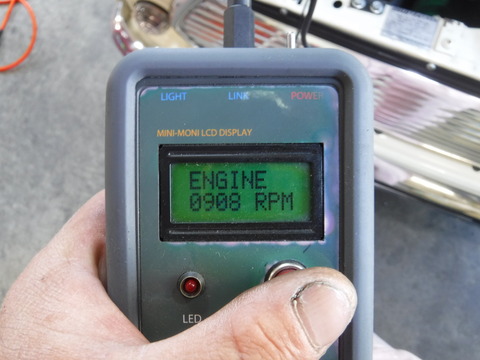 LIGHT LINK POWER
MINI-MONI LCD DISPLAY
ENGINE
0908 RPM
LED